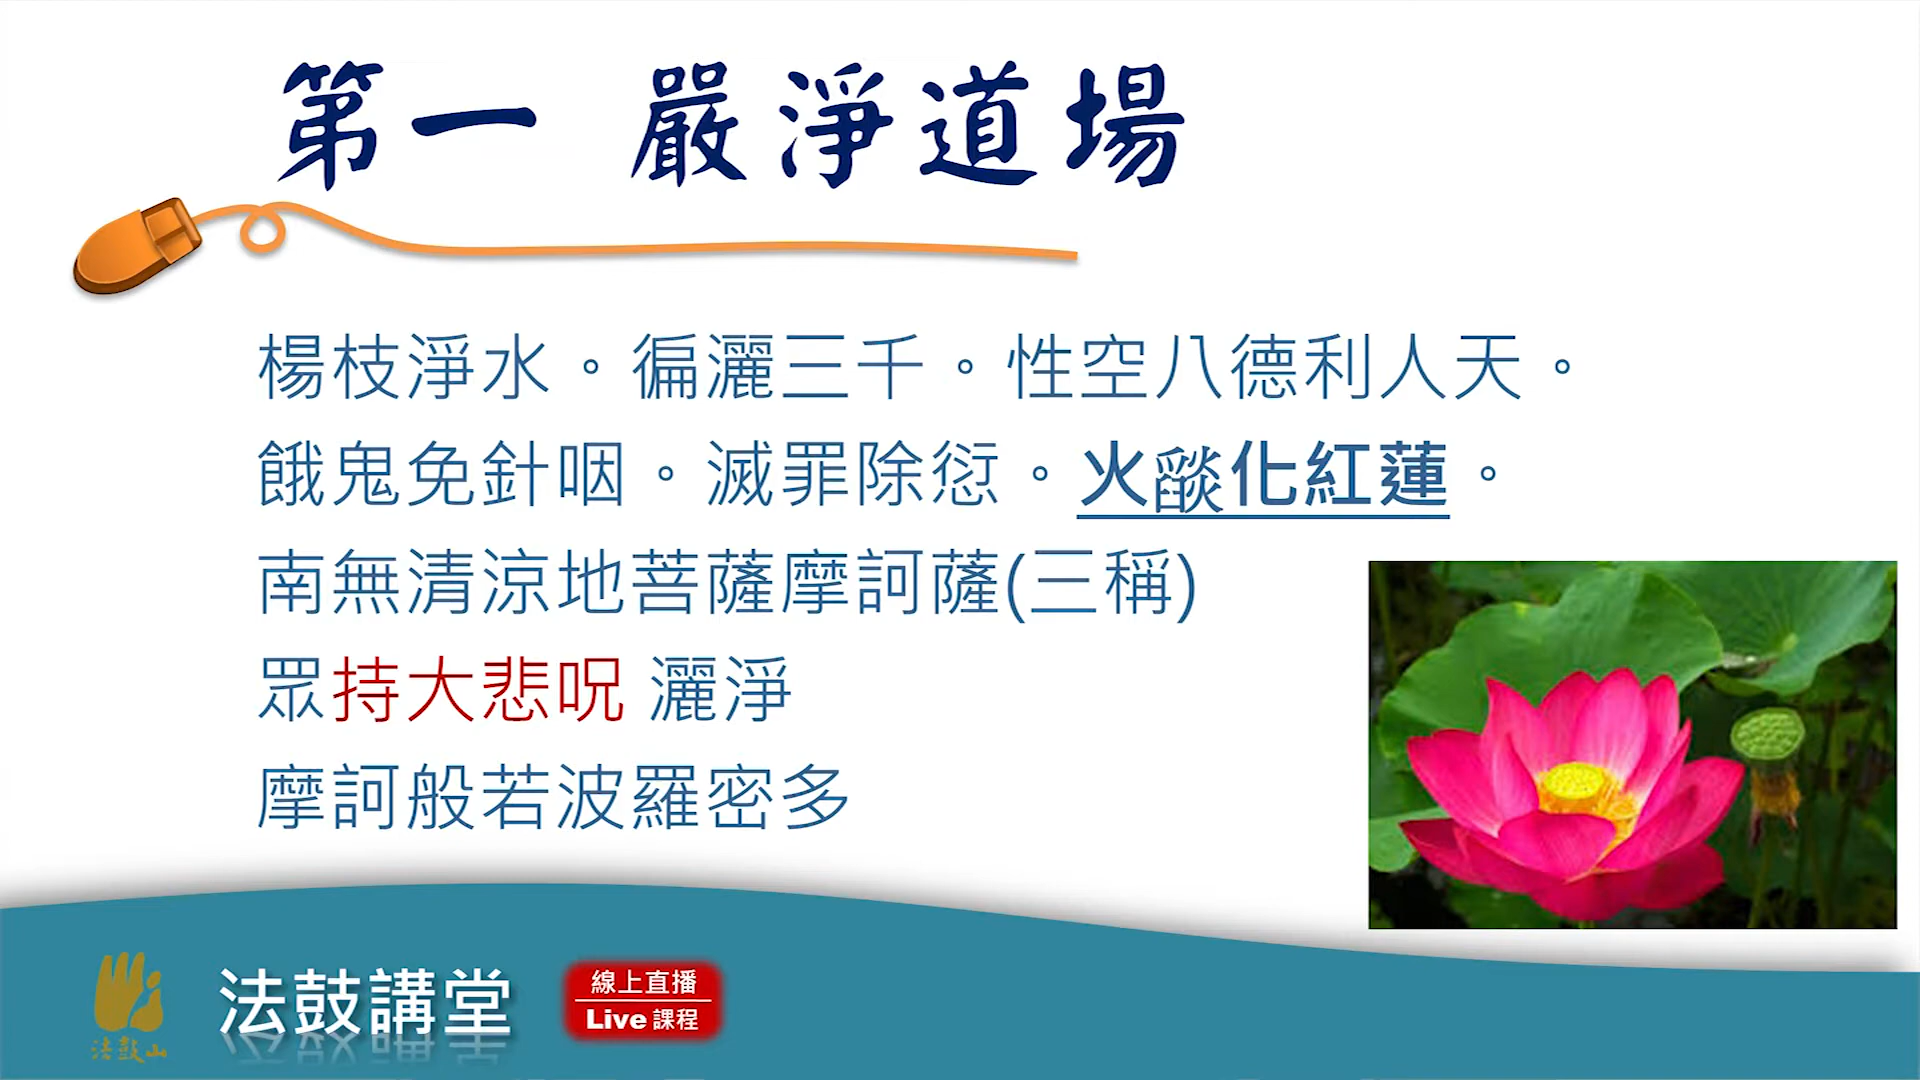 第一 嚴淨道場
楊枝淨水。徧灑三千。性空八德利人天。
餓鬼免針咽。滅罪除愆。火燄化紅蓮。
南無清涼地菩薩摩訶薩(三稱)
眾持大悲呪 灑淨
摩訶般若波羅密多
法鼓山
法鼓講堂
線上直播
Live 課程